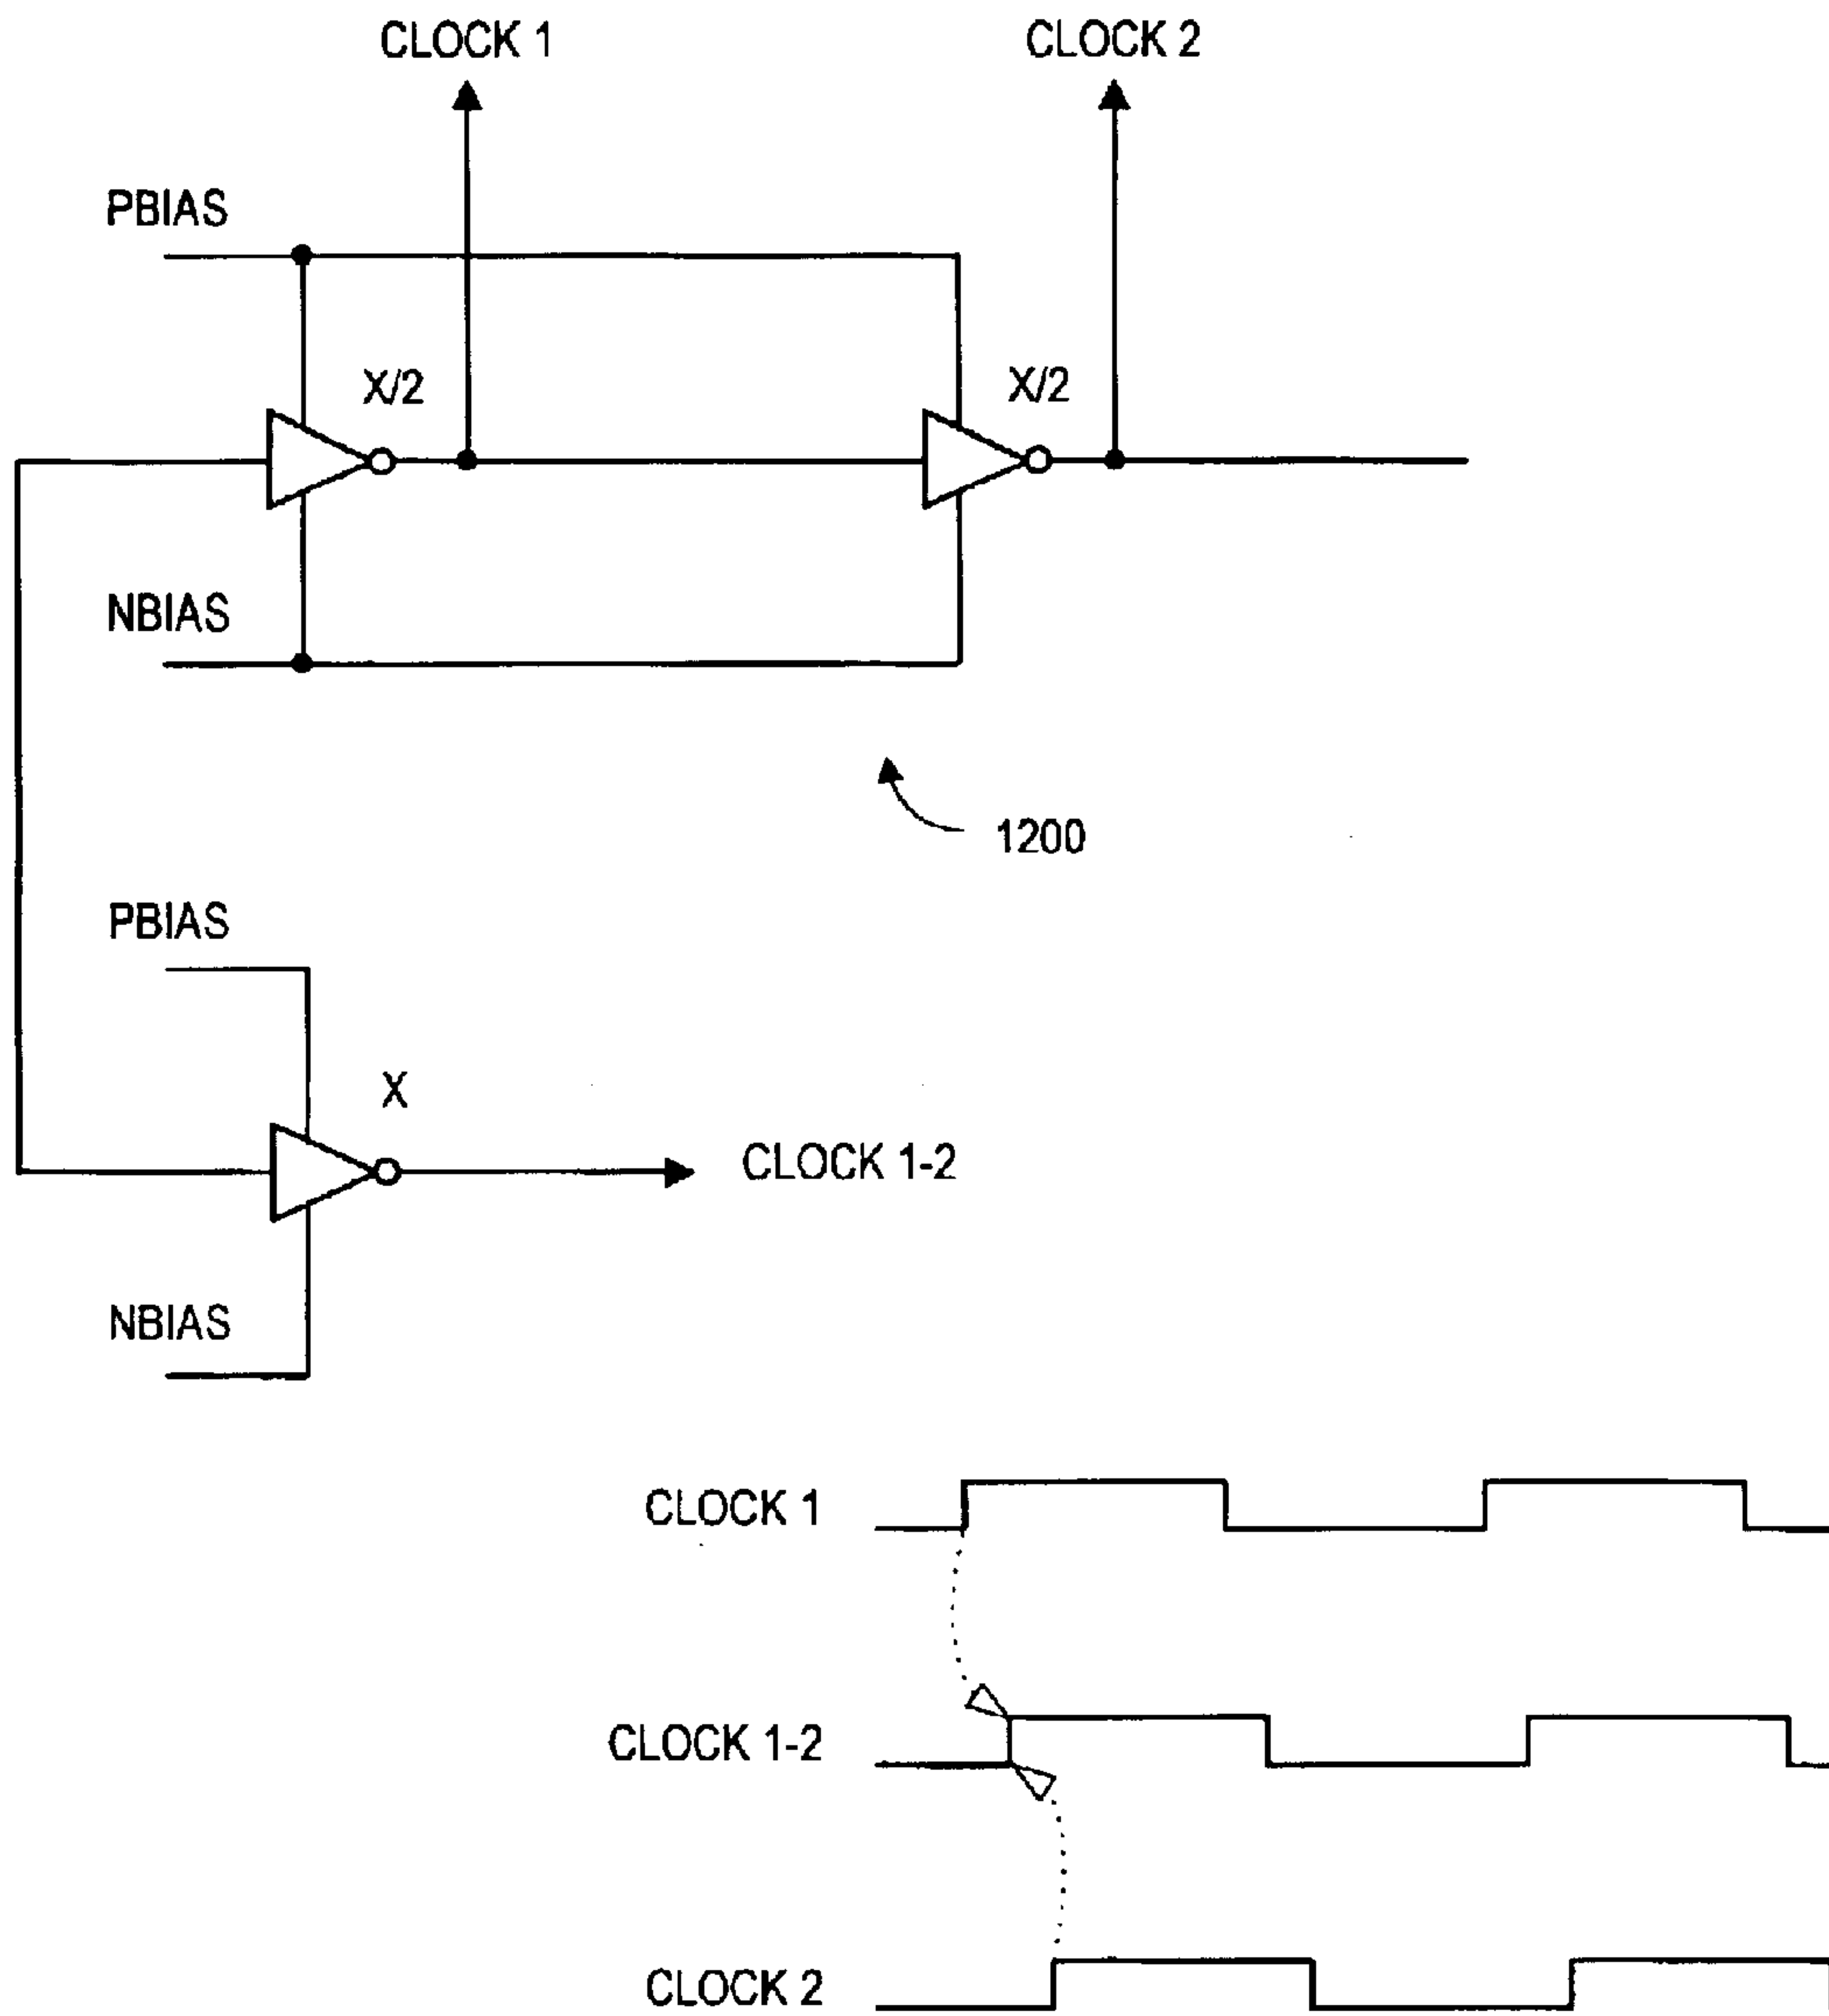 CLOCK 1
CLOCK 2
PBIAS
X/2
X/2
NBIAS
1200
PBIAS
X
CLOCK 1-2
NBIAS
CLOCK 1
CLOCK 1-2
CLOCK 2